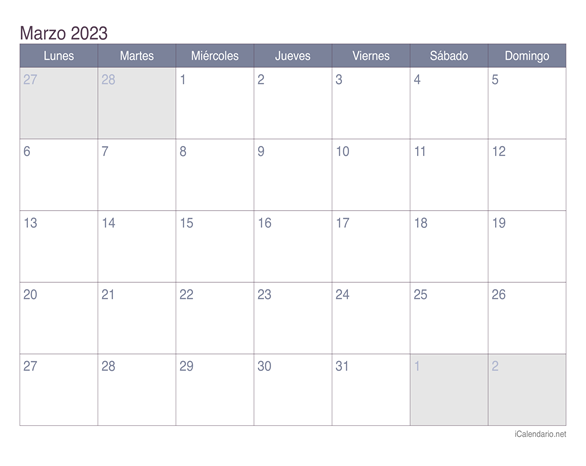 Marzo 2023
Lunes Martes Miércoles Jueves Viernes Sábado Domingo
27 28 1 2 3 4 5
6 7 8 9 10 11 12
13 14 15 16 17 18 19
20 21 22 23 24 25 26
27 28 29 30 31 1 2
iCalendario.net